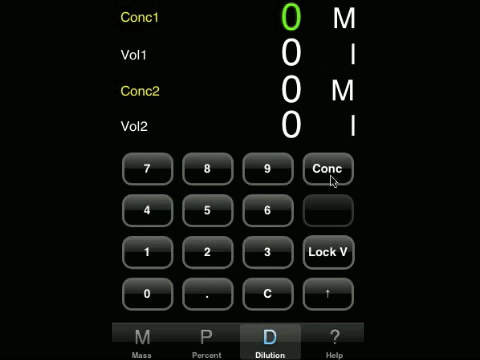 Conc1 0 M
Vol1 0 l
Conc2 0 M
Vol2 0 l
7 8 9 Conc
4 5 6
1 2 3 Lock V
0 . C ↑
M P D ?
Mass Percent Dilution Help